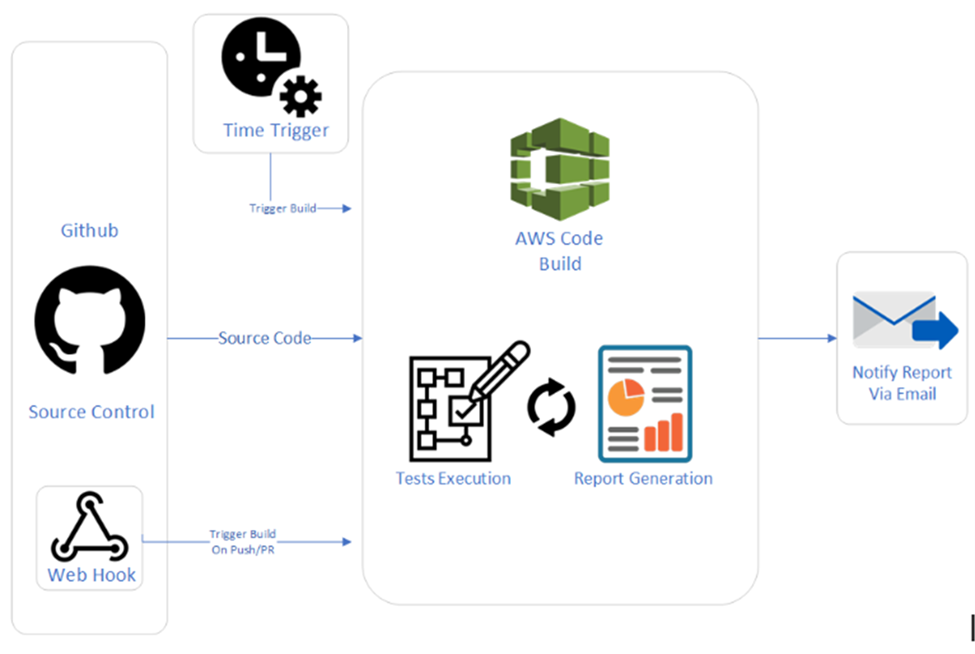 Time Trigger
Trigger Build
Github
Source Control
Source Code
Web Hook
Trigger Build
On Push/PR
AWS Code
Build
Tests Execution
Report Generation
Notify Report
Via Email